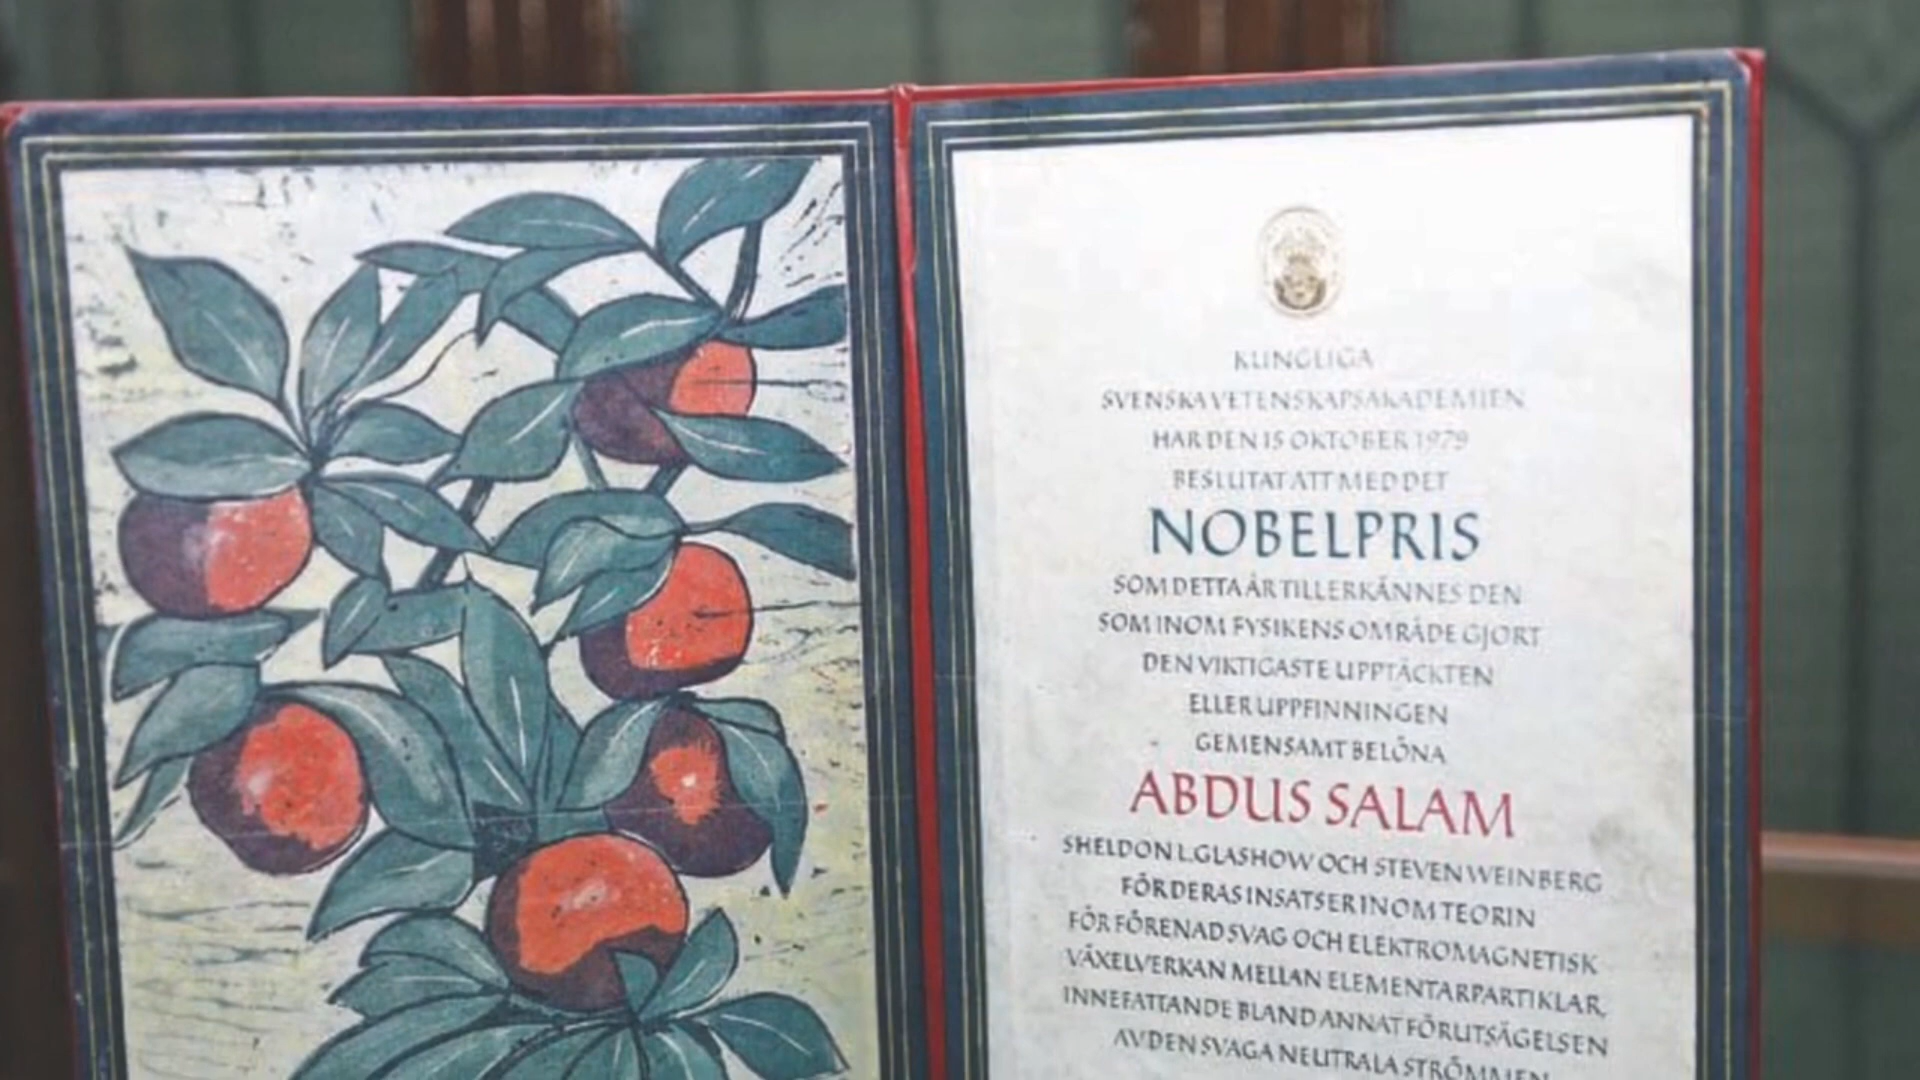 KUNGLIGA
SVENSKA VETENSKAPSAKADEMIEN
HAR DEN 15 OKTOBER 1979
BESLUTAT ATT MED DET
NOBELPRIS
SOM DETTA ÅR TILLERKÄNNES DEN
SOM INOM FYSIKENS OMRÅDE GJORT
DEN VIKTIGASTE UPPTÄCKTEN
ELLER UPPFINNINGEN
GEMENSAMT BELÖNA
ABDUS SALAM
SHELDON L.GLASHOW OCH STEVEN WEINBERG
FÖR DERAS INSATSER INOM TEORIN
FÖR FÖRENAD SVAG OCH ELEKTROMAGNETISK
VÄXELVERKAN MELLAN ELEMENTARPARTIKLAR,
INNEFATTANDE BLAND ANNAT FÖRUTSÄGELSEN
AV DEN SVAGA NEUTRALA STRÖMMEN